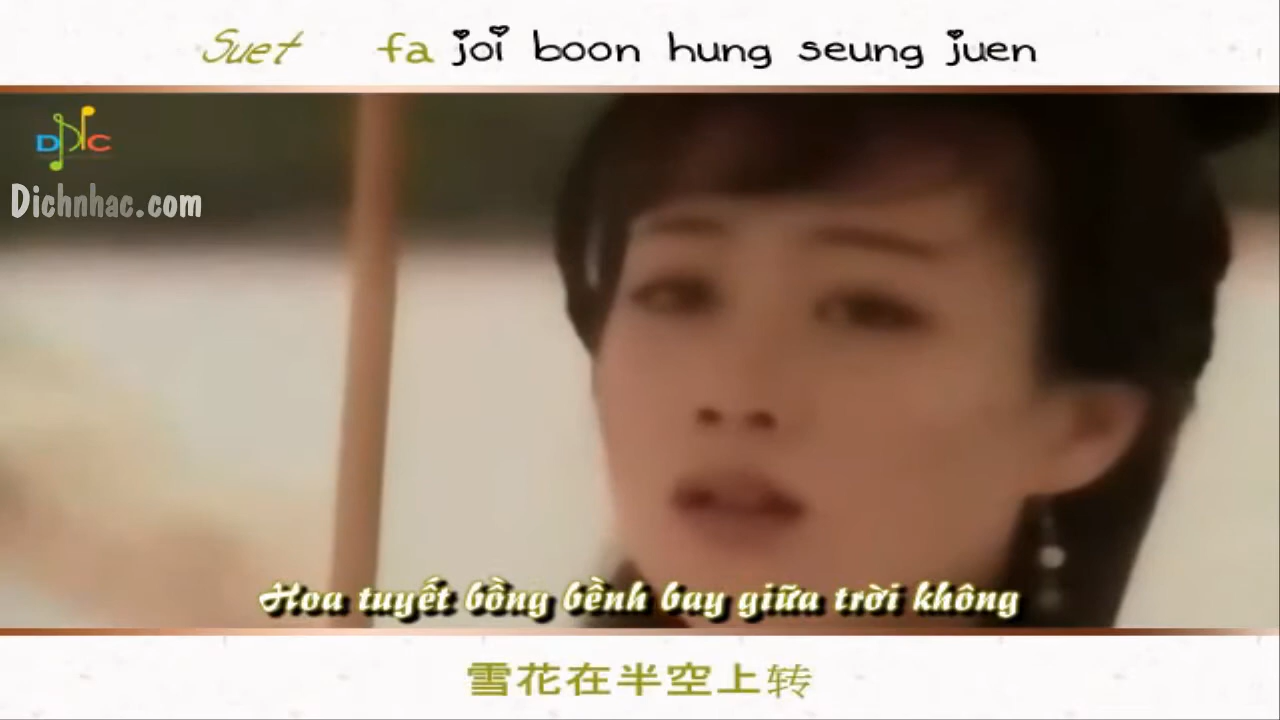 Suet fa joi boon hung seung juen
DNC
Dichnhac.com
Hoa tuyết bồng bềnh bay giữa trời không
雪花在半空上转